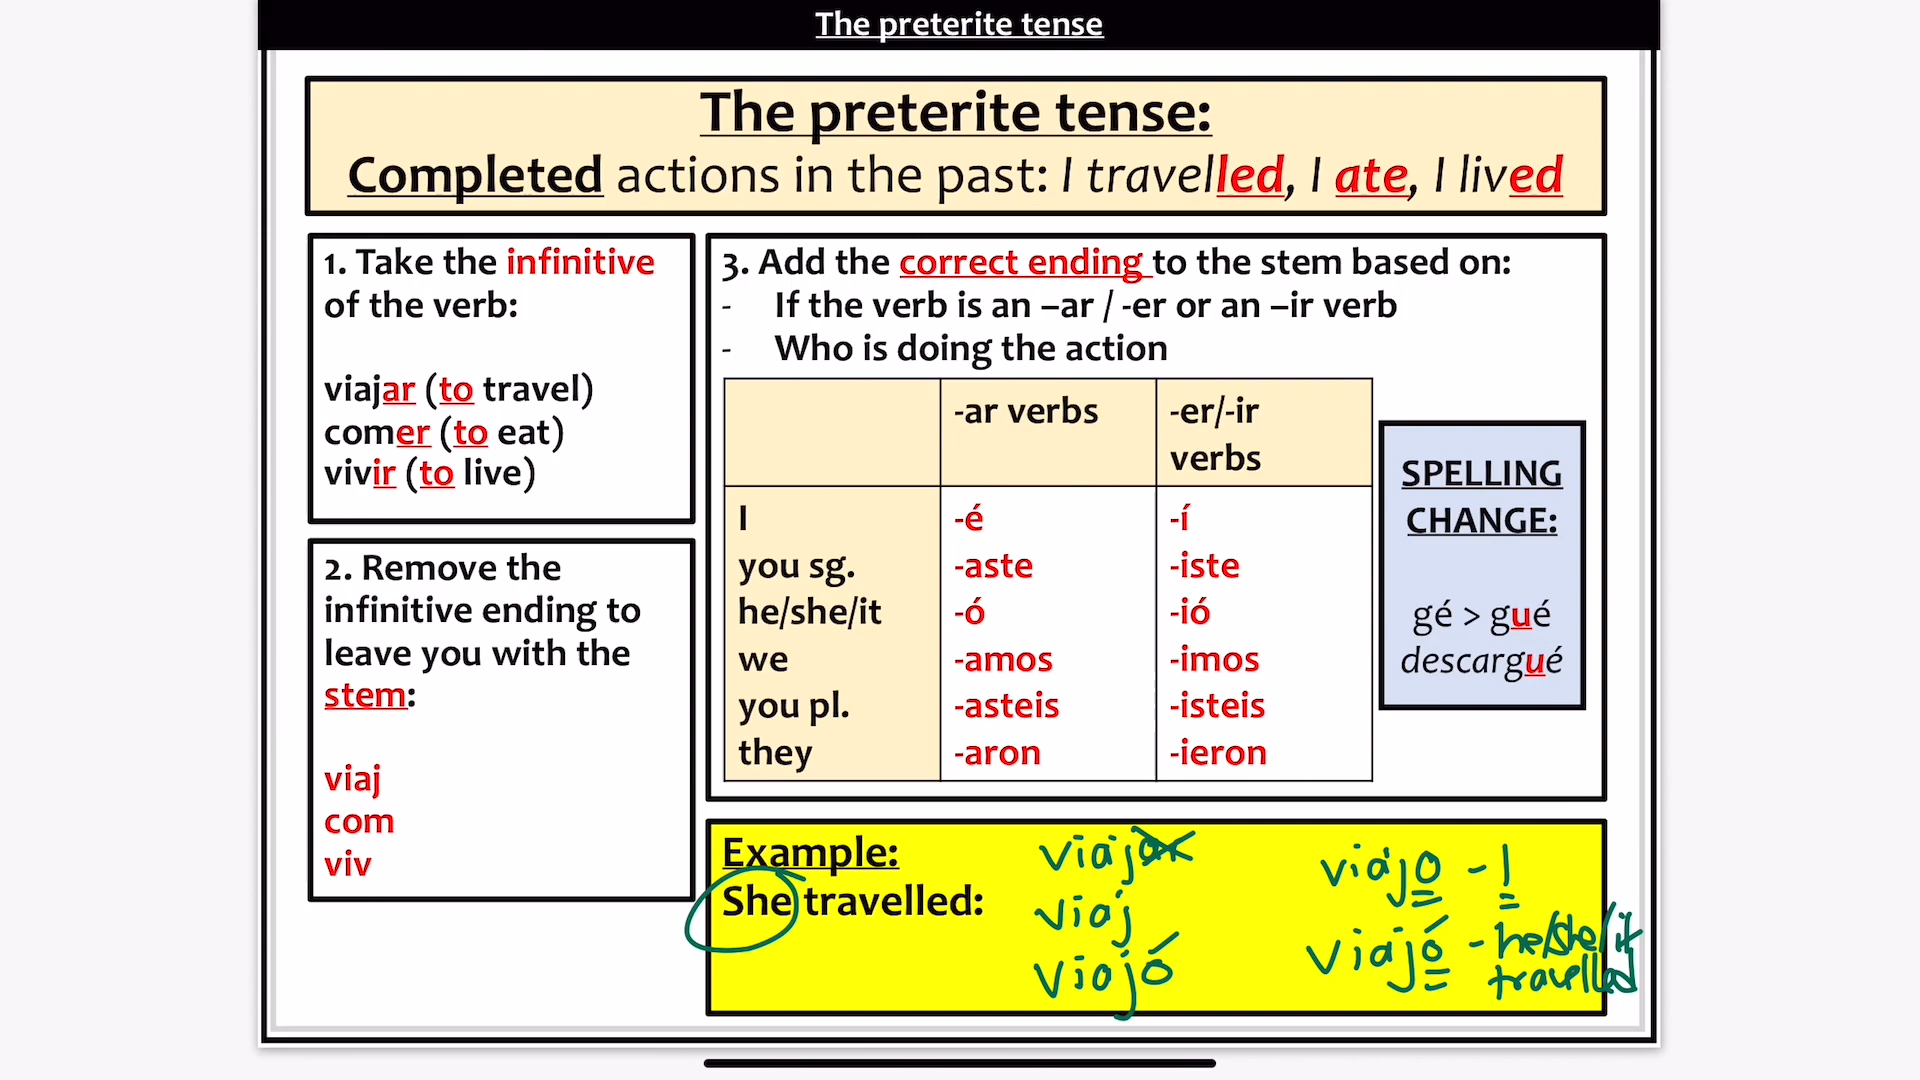 The preterite tense
The preterite tense:
Completed actions in the past: I travelled, I ate, I lived
1. Take the infinitive
of the verb:
viajar (to travel)
comer (to eat)
vivir (to live)
2. Remove the
infinitive ending to
leave you with the
stem:
viaj
com
viv
3. Add the correct ending to the stem based on:
- If the verb is an –ar / -er or an –ir verb
- Who is doing the action
-ar verbs
-er/-ir
verbs
I -é -í
you sg. -aste -iste
he/she/it -ó -ió
we -amos -imos
you pl. -asteis -isteis
they -aron -ieron
SPELLING
CHANGE:
gé > gué
descargué
Example:
She travelled:
viajar
viaj
viajó
viajo - I
viajó - he/she/it
travelled